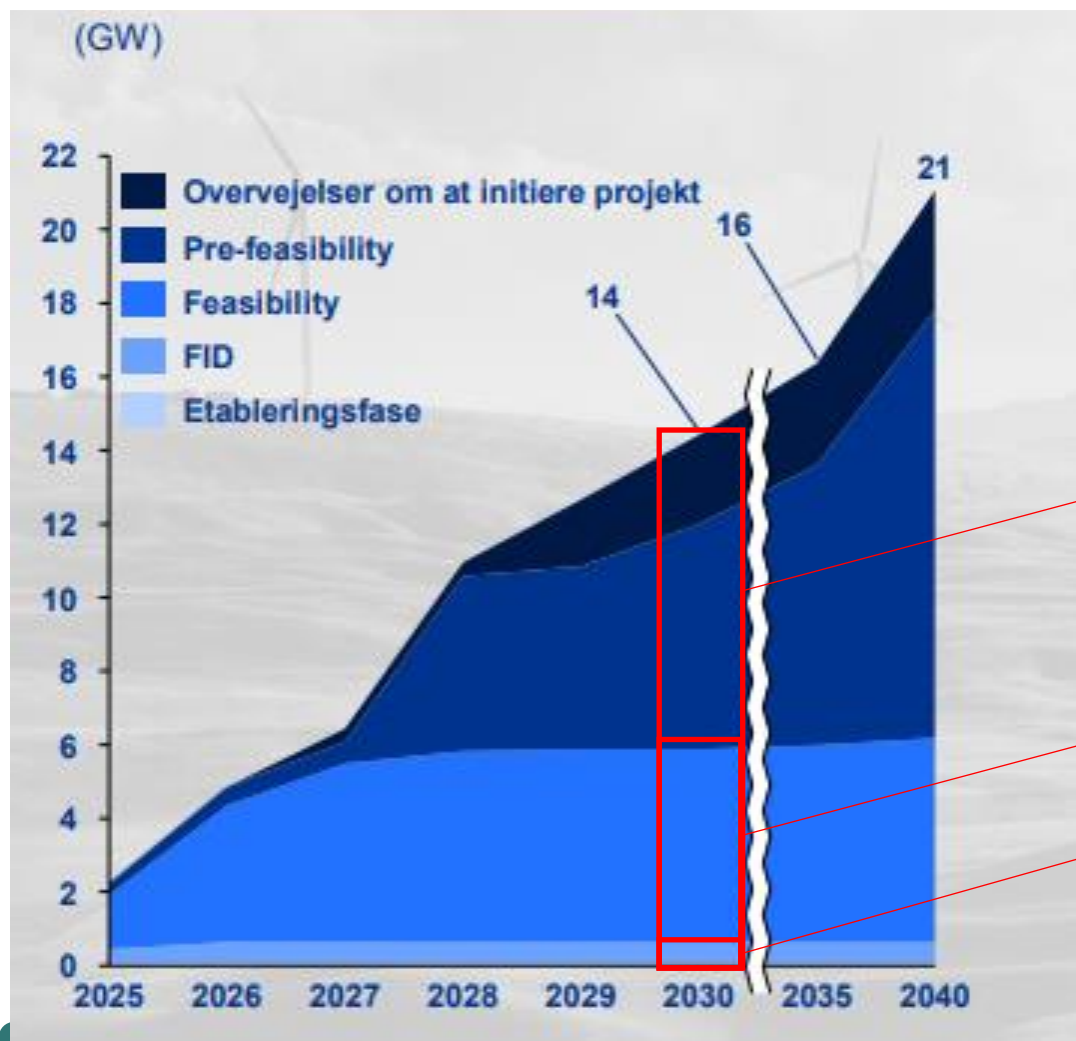 (GW)
22
20
18
16
14
12
10
8
6
4
2
0
Overvejelser om at initiere projekt
Pre-feasibility
Feasibility
FID
Etableringsfase
14
16
21
2025 2026 2027 2028 2029 2030 2035 2040